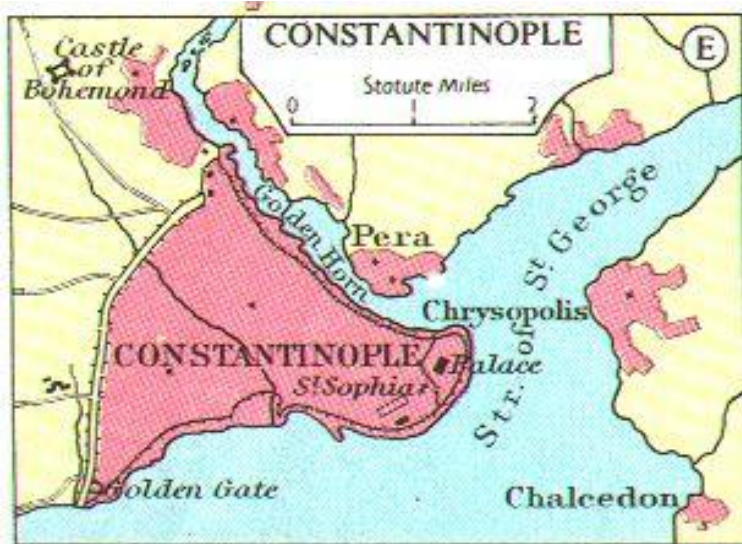 CONSTANTINOPLE
Statute Miles
0 2
E
Castle
of
Bohemond
Golden Horn
Pera
Str. of St. George
Chrysopolis
CONSTANTINOPLE
Palace
St. Sophia
Golden Gate
Chalcedon